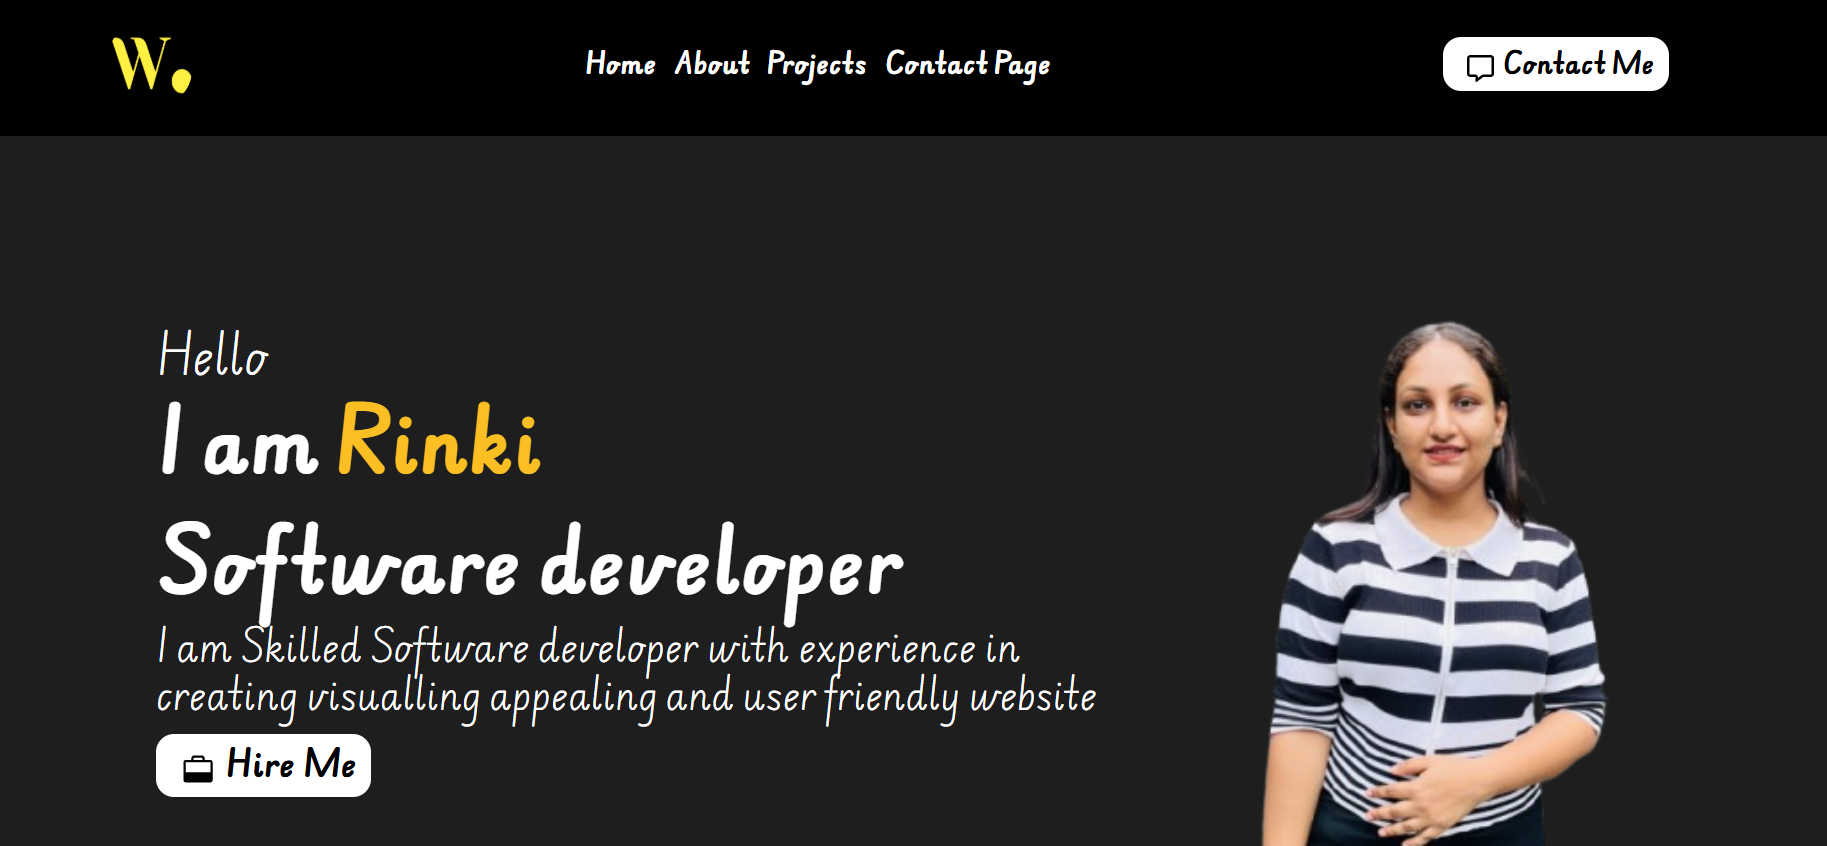 W.
Home About Projects Contact Page
Contact Me
Hello
I am Rinki
Software developer
I am Skilled Software developer with experience in
creating visualling appealing and user friendly website
Hire Me